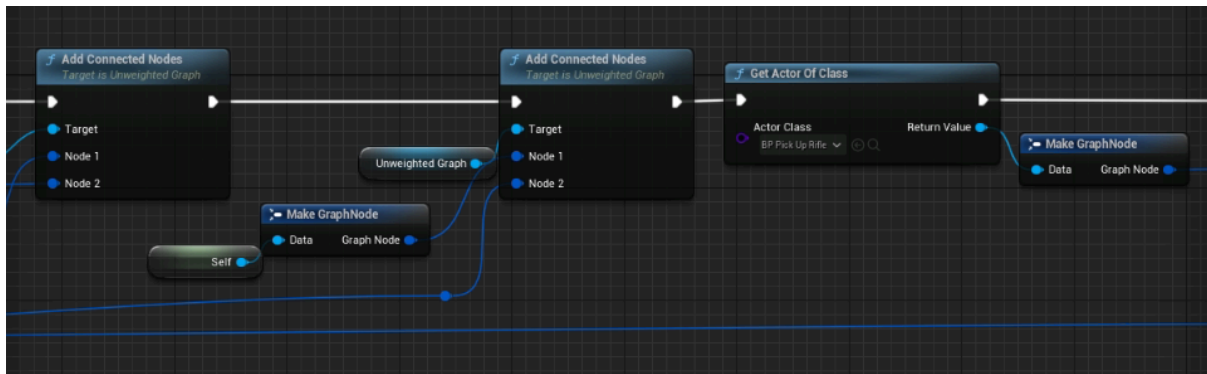 f Add Connected Nodes
Target is Unweighted Graph
Target
Node 1
Node 2
Unweighted Graph
Make GraphNode
Data Graph Node
Self
f Add Connected Nodes
Target is Unweighted Graph
Target
Node 1
Node 2
f Get Actor Of Class
Actor Class Return Value
BP Pick Up Rifle
Make GraphNode
Data Graph Node